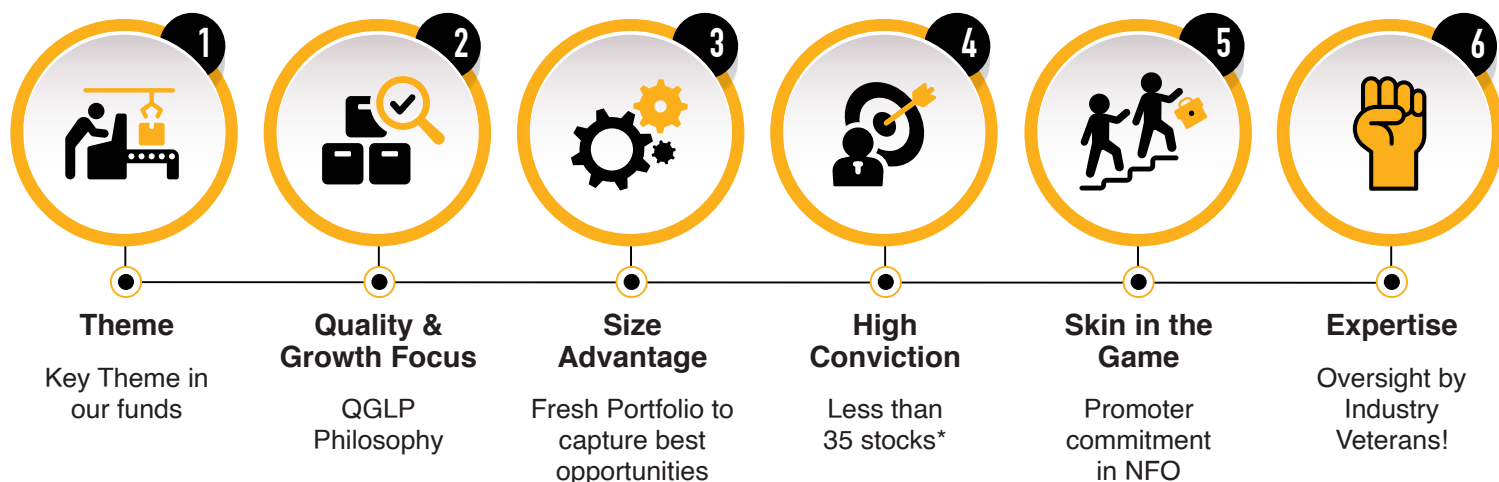 1
2
3
4
5
6
Theme
Key Theme in
our funds
Quality &
Growth Focus
QGLP
Philosophy
Size
Advantage
Fresh Portfolio to
capture best
opportunities
High
Conviction
Less than
35 stocks*
Skin in the
Game
Promoter
commitment
in NFO
Expertise
Oversight by
Industry
Veterans!